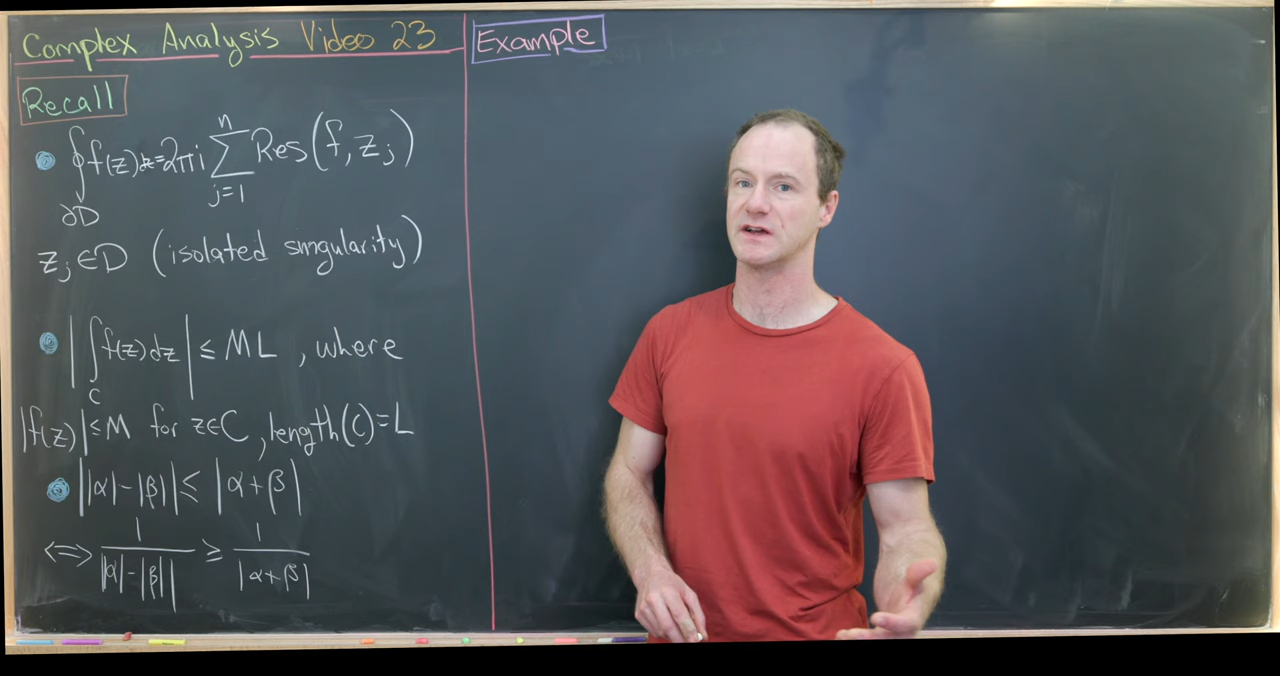 Complex Analysis Video 23
Recall
∮_{∂D} f(z)dz = 2πi ∑_{j=1}^{n} Res(f, z_j)
z_j ∈ D (isolated singularity)
|∫_C f(z)dz| ≤ ML, where
|f(z)| ≤ M for z∈C, length(C)=L
||α|-|β|| ≤ |α+β|
⟺ 1/||α|-|β|| ≥ 1/|α+β|
Example